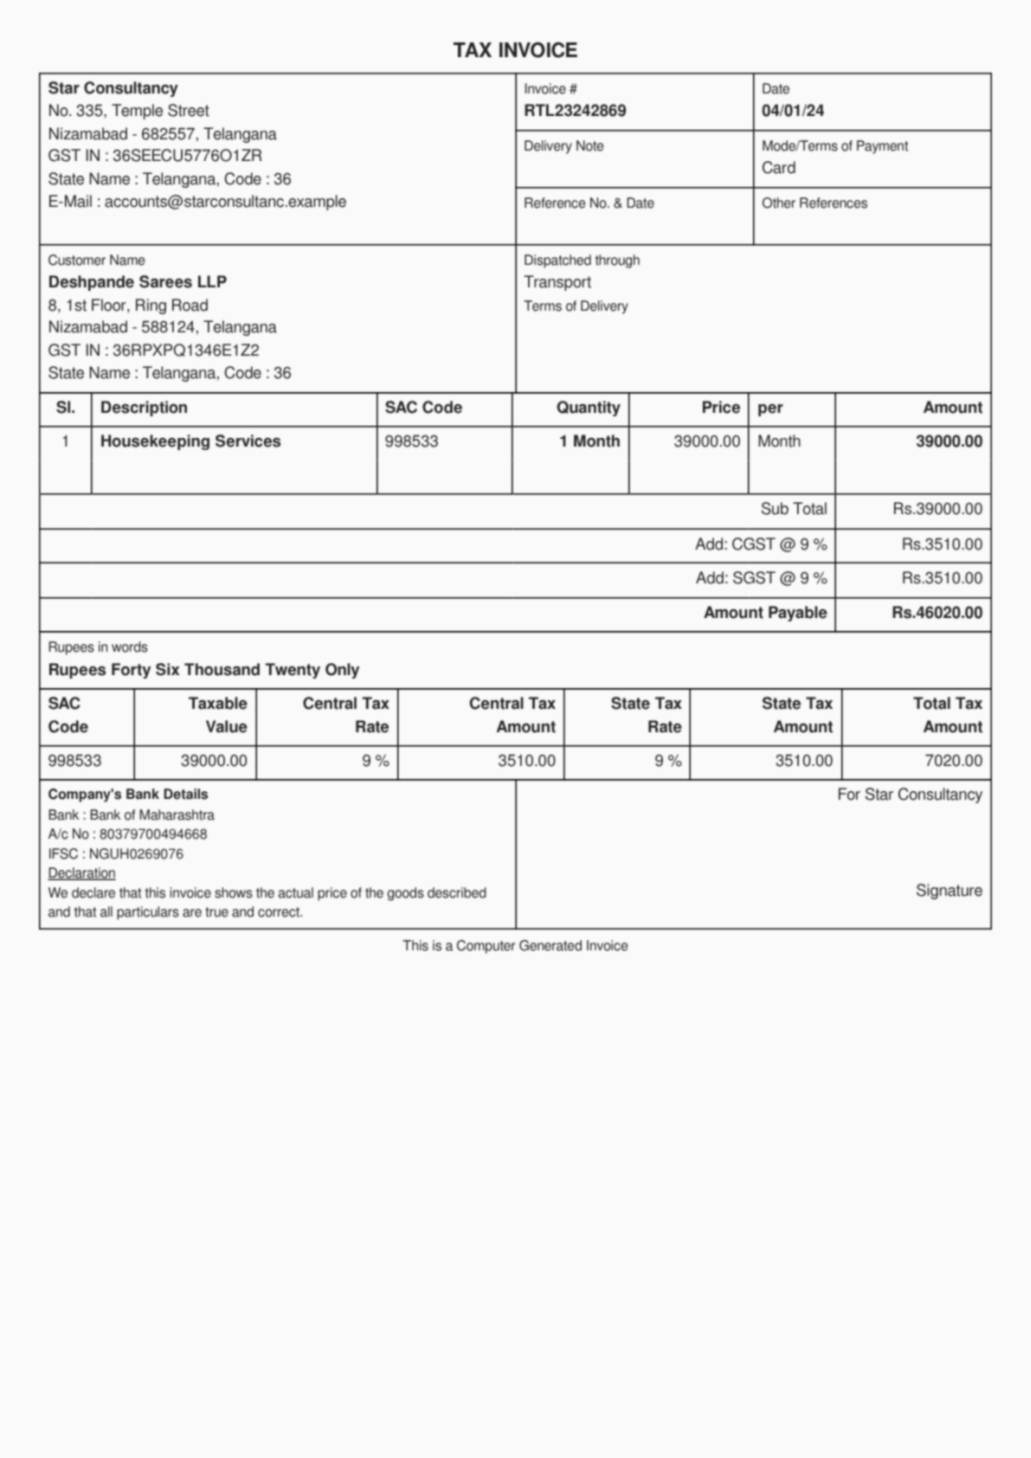 TAX INVOICE
Star Consultancy
No. 335, Temple Street
Nizamabad - 682557, Telangana
GST IN : 36SEECU5776O1ZR
State Name : Telangana, Code : 36
E-Mail : accounts@starconsultanc.example
Invoice #
RTL23242869
Date
04/01/24
Delivery Note
Mode/Terms of Payment
Card
Reference No. & Date
Other References
Customer Name
Deshpande Sarees LLP
8, 1st Floor, Ring Road
Nizamabad - 588124, Telangana
GST IN : 36RPXPQ1346E1Z2
State Name : Telangana, Code : 36
Dispatched through
Transport
Terms of Delivery
Sl. Description SAC Code Quantity Price per Amount
1 Housekeeping Services 998533 1 Month 39000.00 Month 39000.00
Sub Total Rs.39000.00
Add: CGST @ 9 % Rs.3510.00
Add: SGST @ 9 % Rs.3510.00
Amount Payable Rs.46020.00
Rupees in words
Rupees Forty Six Thousand Twenty Only
SAC Taxable Central Tax Central Tax State Tax State Tax Total Tax
Code Value Rate Amount Rate Amount Amount
998533 39000.00 9 % 3510.00 9 % 3510.00 7020.00
Company's Bank Details
Bank : Bank of Maharashtra
A/c No : 80379700494668
IFSC : NGUH0269076
Declaration
We declare that this invoice shows the actual price of the goods described
and that all particulars are true and correct.
For Star Consultancy
Signature
This is a Computer Generated Invoice